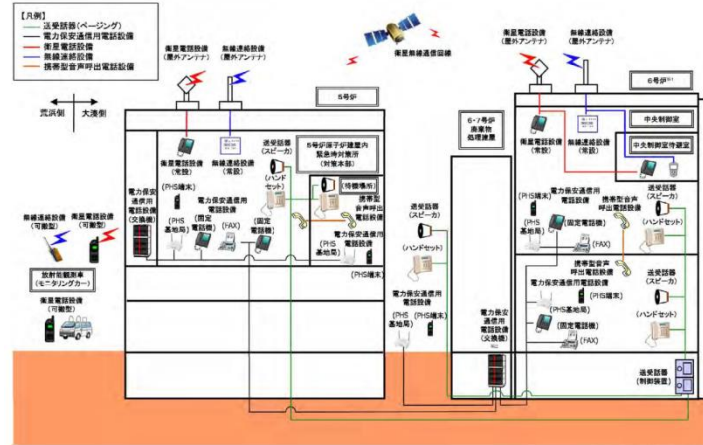 【凡例】
送受話器(ページング)
電力保安通信用電話設備
衛星電話設備
無線連絡設備
携帯型音声呼出電話設備
荒浜側
大湊側
衛星電話設備
(屋外アンテナ)
無線連絡設備
(屋外アンテナ)
衛星無線通信回線
5号炉
衛星電話設備
(常設)
無線連絡設備
(常設)
送受話器
(スピーカ)
(ハンド
セット)
5号炉原子炉建屋内
緊急時対策所
(対策本部)
(待機場所)
携帯型
音声呼出
電話設備
電力保安
通信用
電話設備
(交換機)
(PHS端末)
電力保安通信用
電話設備
(PHS
基地局)
(固定
電話機)
(FAX)
(固定
電話機)
電力保安
通信用電
話設備
(PHS
基地局)
(PHS端末)
無線連絡設備
(可搬型)
衛星電話設備
(可搬型)
放射能観測車
(モニタリングカー)
衛星電話設備
(可搬型)
送受話器
(スピーカ)
(ハンドセット)
電力保安通信用
電話設備
(PHS
基地局)
(PHS端末)
6・7号炉
廃棄物
処理建屋
電力保安
通信用
電話設備
(交換機)
衛星電話設備
(屋外アンテナ)
無線連絡設備
(屋外アンテナ)
6号炉
中央制御室
中央制御室待避室
衛星電話設備
(常設)
無線連絡設備
(常設)
電力保安通信用
電話設備
(PHS端末)
(固定電話機)
(PHS
基地局)
(FAX)
携帯型音声
呼出電話設備
送受話器
(スピーカ)
(ハンドセット)
携帯型音声
呼出電話設備
電力保安通信用電話設備
(PHS端末)
(PHS基地局)
(固定電話機)
(FAX)
送受話器
(スピーカ)
(ハンドセット)
送受話器
(制御装置)